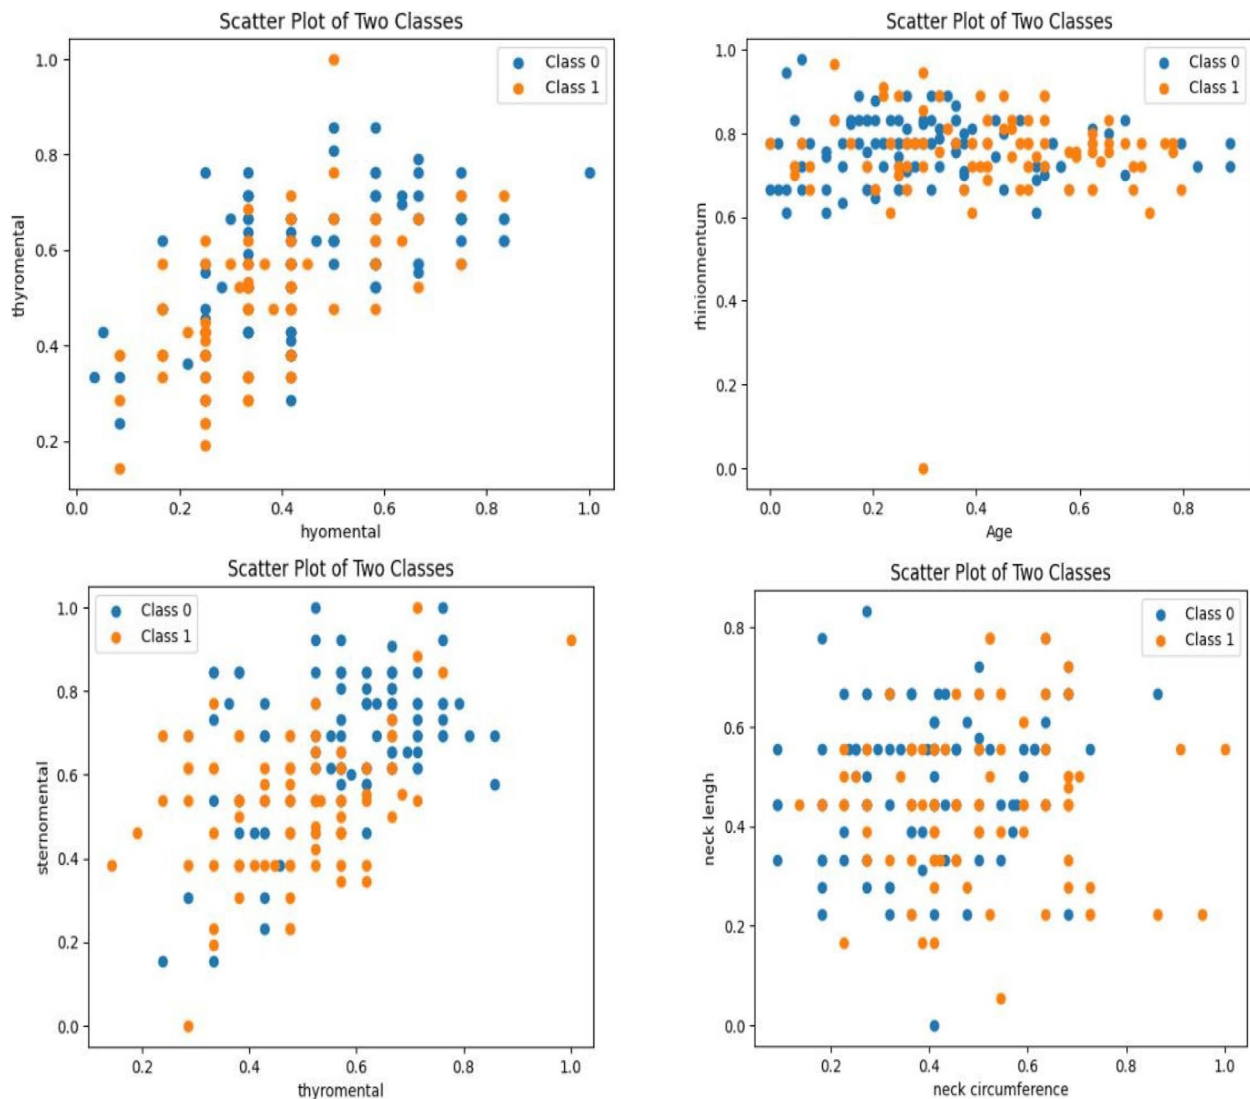 Scatter Plot of Two Classes
Class 0
Class 1
1.0
0.8
0.6
0.4
0.2
thyromental
0.0
0.2
0.4
0.6
0.8
1.0
hyomental
Scatter Plot of Two Classes
Class 0
Class 1
1.0
0.8
0.6
0.4
0.2
0.0
rhinionmentum
0.0
0.2
0.4
0.6
0.8
Age
Scatter Plot of Two Classes
Class 0
Class 1
1.0
0.8
0.6
0.4
0.2
0.0
sternomental
0.2
0.4
0.6
0.8
1.0
thyromental
Scatter Plot of Two Classes
Class 0
Class 1
0.8
0.6
0.4
0.2
0.0
neck lengh
0.2
0.4
0.6
0.8
1.0
neck circumference